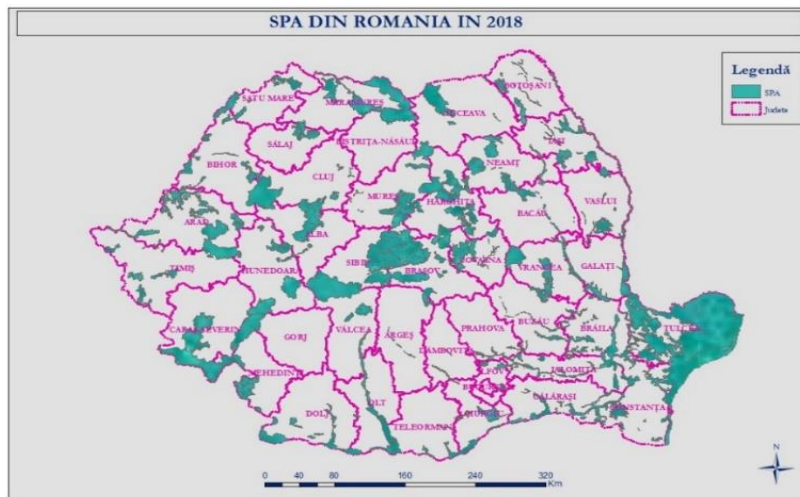 SPA DIN ROMANIA IN 2018
Legendă
SPA
Județe
BOTOȘANI
SATU MARE
MARAMUREȘ
SUCEAVA
SĂLAJ
BISTRIȚA-NĂSĂUD
IAȘI
BIHOR
CLUJ
NEAMȚ
MUREȘ
HARGHITA
BACĂU
VASLUI
ARAD
ALBA
TIMIȘ
HUNEDOARA
SIBIU
BRAȘOV
COVASNA
VRANCEA
GALAȚI
CARAȘ-SEVERIN
GORJ
VÂLCEA
ARGEȘ
PRAHOVA
BUZĂU
BRĂILA
TULCEA
DÂMBOVIȚA
MEHEDINȚI
ILFOV
IALOMIȚA
DOLJ
OLT
TELEORMAN
GIURGIU
CĂLĂRAȘI
CONSTANȚA
N
0 40 80 160 240 320
Km